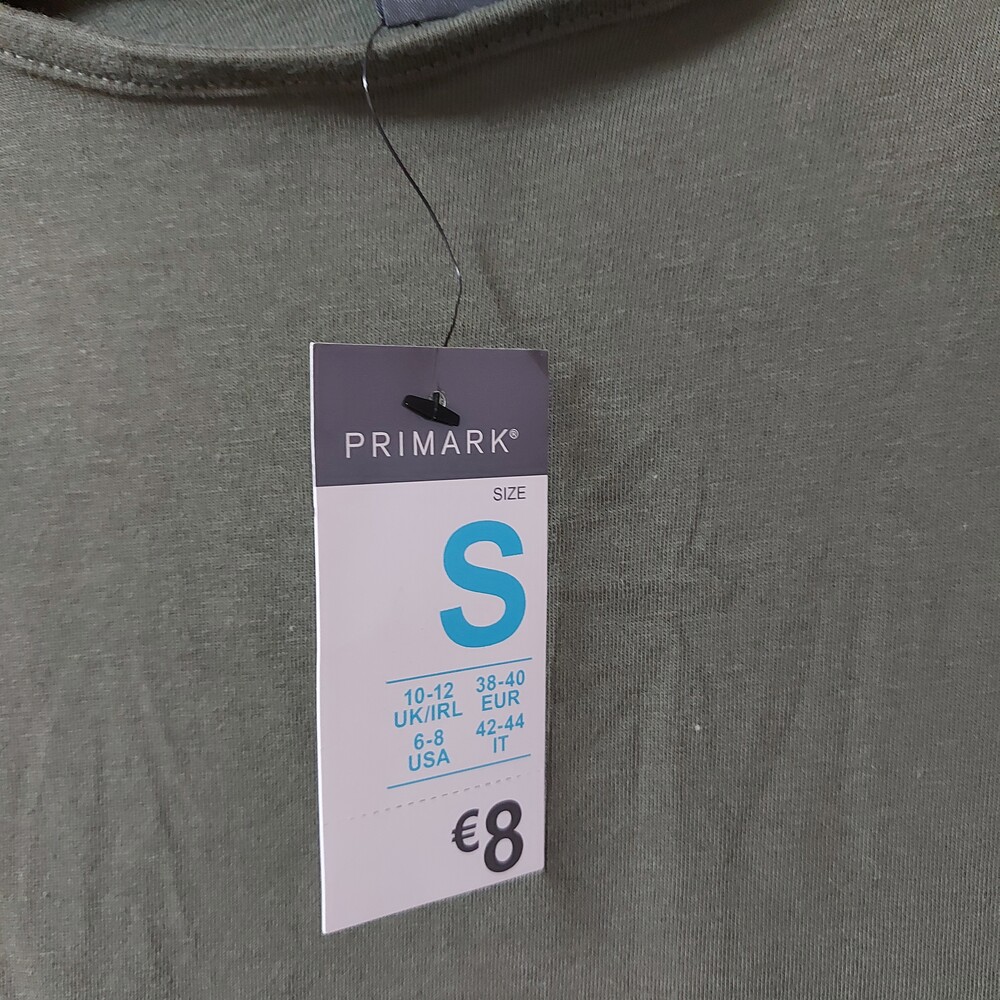 PRIMARK®
SIZE
S
10-12 38-40
UK/IRL EUR
6-8 42-44
USA IT
€8